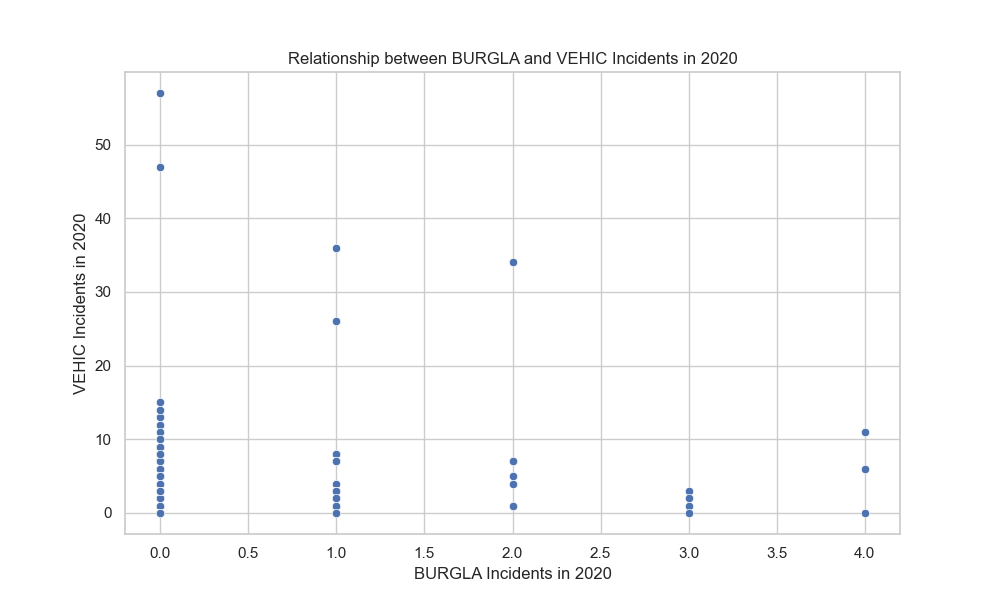 Relationship between BURGLA and VEHIC Incidents in 2020
VEHIC Incidents in 2020
50
40
30
20
10
0
0.0 0.5 1.0 1.5 2.0 2.5 3.0 3.5 4.0
BURGLA Incidents in 2020